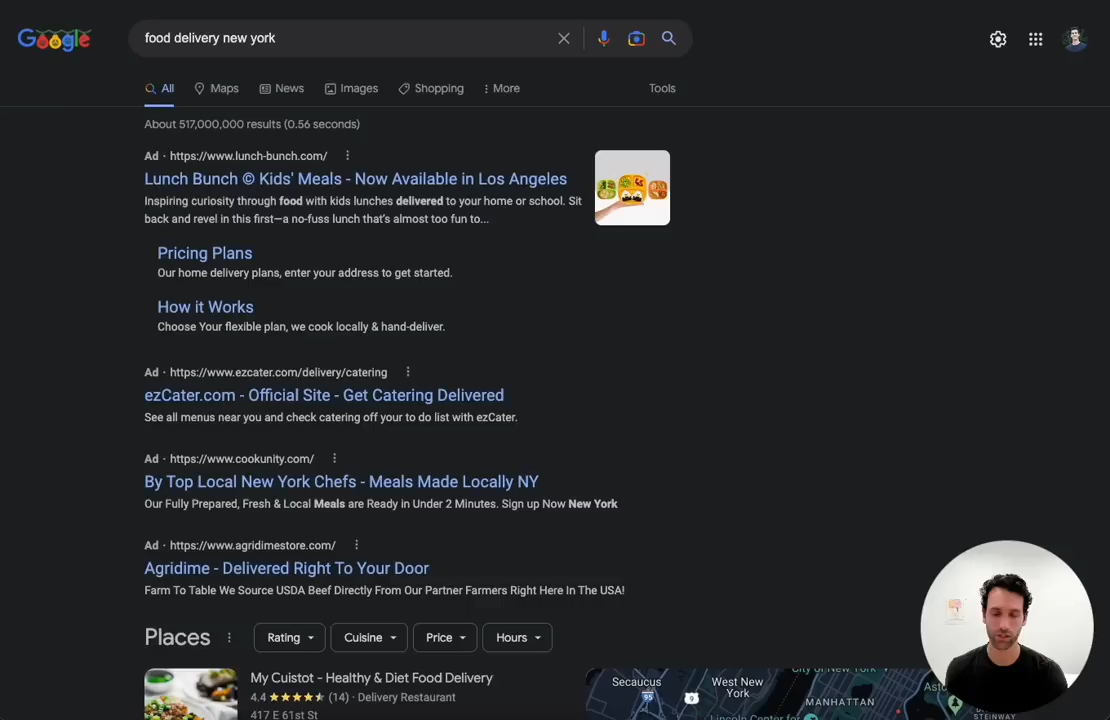 Google
food delivery new york
All
Maps
News
Images
Shopping
More
Tools
About 517,000,000 results (0.56 seconds)
Ad · https://www.lunch-bunch.com/
Lunch Bunch © Kids' Meals - Now Available in Los Angeles
Inspiring curiosity through food with kids lunches delivered to your home or school. Sit
back and revel in this first—a no-fuss lunch that's almost too fun to...
Pricing Plans
Our home delivery plans, enter your address to get started.
How it Works
Choose Your flexible plan, we cook locally & hand-deliver.
Ad · https://www.ezcater.com/delivery/catering
ezCater.com - Official Site - Get Catering Delivered
See all menus near you and check catering off your to do list with ezCater.
Ad · https://www.cookunity.com/
By Top Local New York Chefs - Meals Made Locally NY
Our Fully Prepared, Fresh & Local Meals are Ready in Under 2 Minutes. Sign up Now New York
Ad · https://www.agridimestore.com/
Agridime - Delivered Right To Your Door
Farm To Table We Source USDA Beef Directly From Our Partner Farmers Right Here In The USA!
Places
Rating
Cuisine
Price
Hours
My Cuistot - Healthy & Diet Food Delivery
4.4 (14) · Delivery Restaurant
417 E 61st St
City of New York
Secaucus
95
9
West New
York
MANHATTAN
Lincoln Center for
STEINWAY